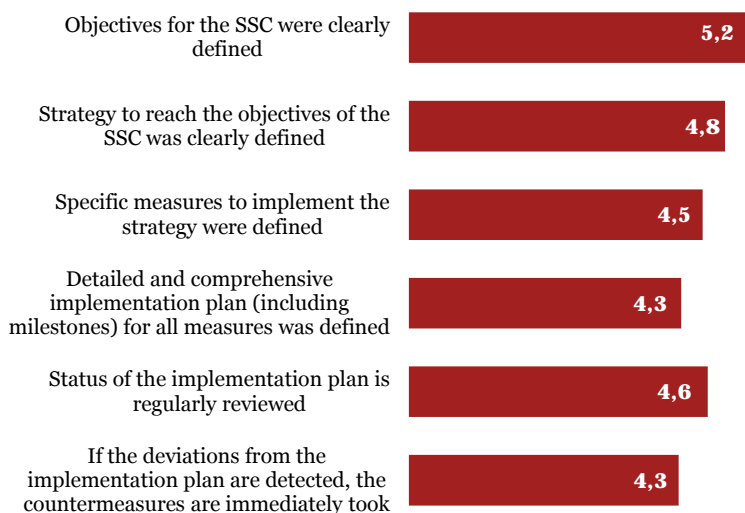 Objectives for the SSC were clearly
defined
5,2
Strategy to reach the objectives of the
SSC was clearly defined
4,8
Specific measures to implement the
strategy were defined
4,5
Detailed and comprehensive
implementation plan (including
milestones) for all measures was defined
4,3
Status of the implementation plan is
regularly reviewed
4,6
If the deviations from the
implementation plan are detected, the
countermeasures are immediately took
4,3